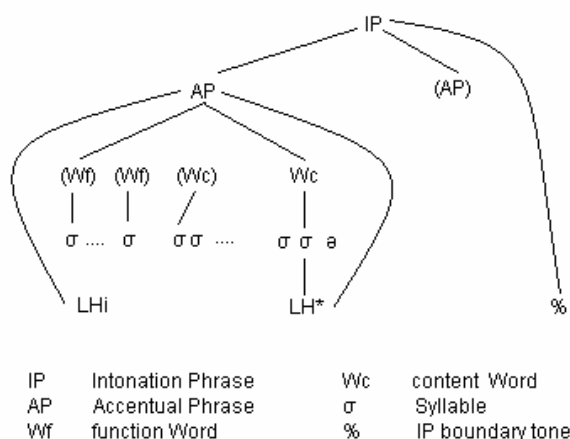 IP
AP (AP)
(Wf) (Wf) (Wc) Wc
σ .... σ σ σ .... σ σ ə
LHi LH* %
IP Intonation Phrase Wc content Word
AP Accentual Phrase σ Syllable
Wf function Word % IP boundary tone